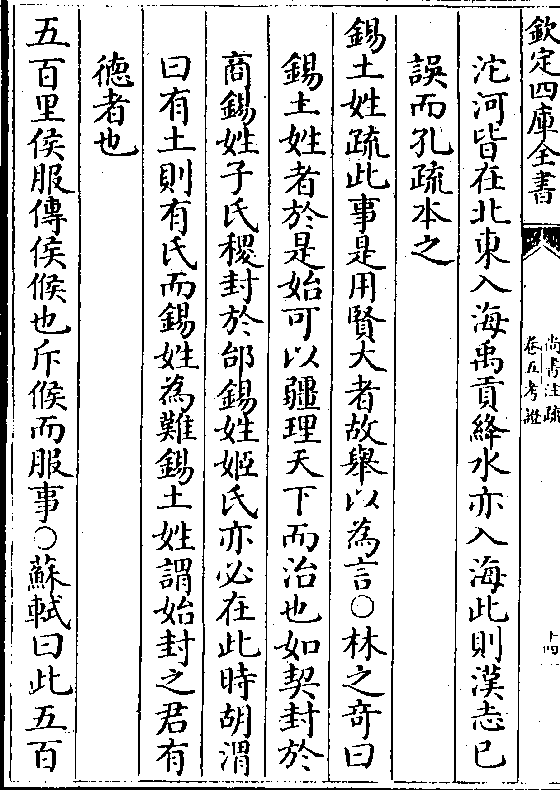 欽定四庫全書
尚書注疏
卷五考證
十四
沱河皆在北東入海禹貢絳水亦入海此則漢志已
誤而孔疏本之
錫土姓疏此事是用賢大者故舉以為言○林之奇曰
錫土姓者於是始可以疆理天下而治也如契封於
商錫姓子氏稷封於邰錫姓姬氏亦必在此時胡渭
曰有土則有氏而錫姓為難錫土姓謂始封之君有
德者也
五百里侯服傳侯候也斥候而服事○蘇軾曰此五百